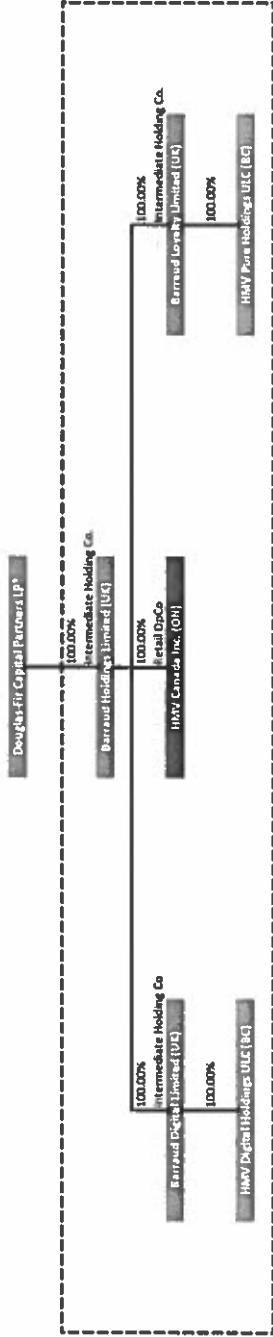 Douglas-Fir Capital Partners LP*
100.00%
Intermediate Holding Co.
Barraud Holdings Limited (UK)
100.00%
Intermediate Holding Co
Barraud Digital Limited (UK)
100.00%
HMV Digital Holdings ULC (BC)
100.00%
Retail OpCo
HMV Canada Inc. (ON)
100.00%
Intermediate Holding Co.
Barraud Loyalty Limited (UK)
100.00%
HMV Pure Holdings ULC (BC)